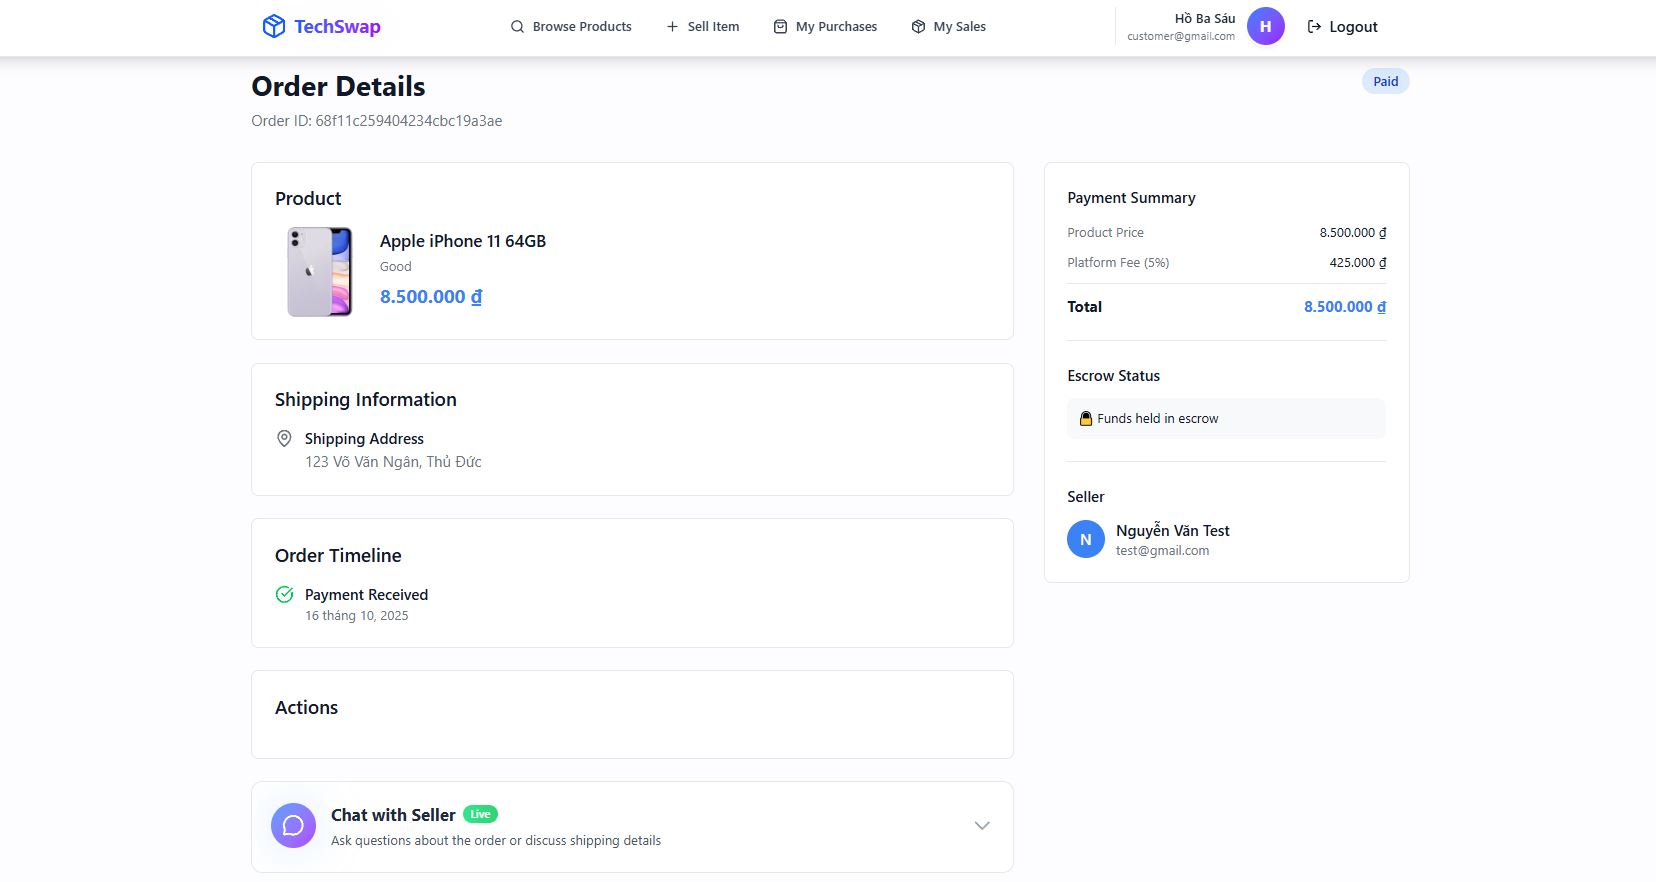 TechSwap
Browse Products
Sell Item
My Purchases
My Sales
Hồ Ba Sáu
customer@gmail.com
H
Logout
Order Details
Paid
Order ID: 68f11c259404234cbc19a3ae
Product
Apple iPhone 11 64GB
Good
8.500.000 ₫
Shipping Information
Shipping Address
123 Võ Văn Ngân, Thủ Đức
Order Timeline
Payment Received
16 tháng 10, 2025
Actions
Chat with Seller Live
Ask questions about the order or discuss shipping details
Payment Summary
Product Price 8.500.000 ₫
Platform Fee (5%) 425.000 ₫
Total 8.500.000 ₫
Escrow Status
Funds held in escrow
Seller
N
Nguyễn Văn Test
test@gmail.com